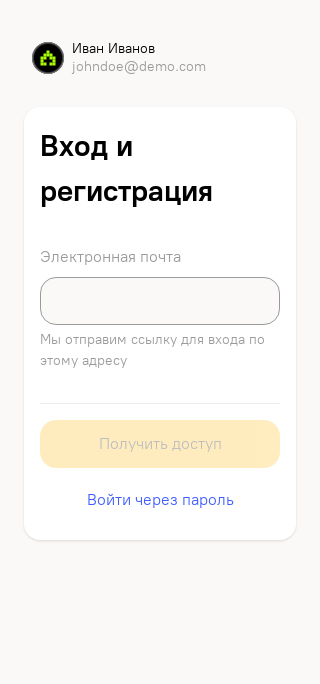 Иван Иванов
johndoe@demo.com
Вход и
регистрация
Электронная почта
Мы отправим ссылку для входа по
этому адресу
Получить доступ
Войти через пароль